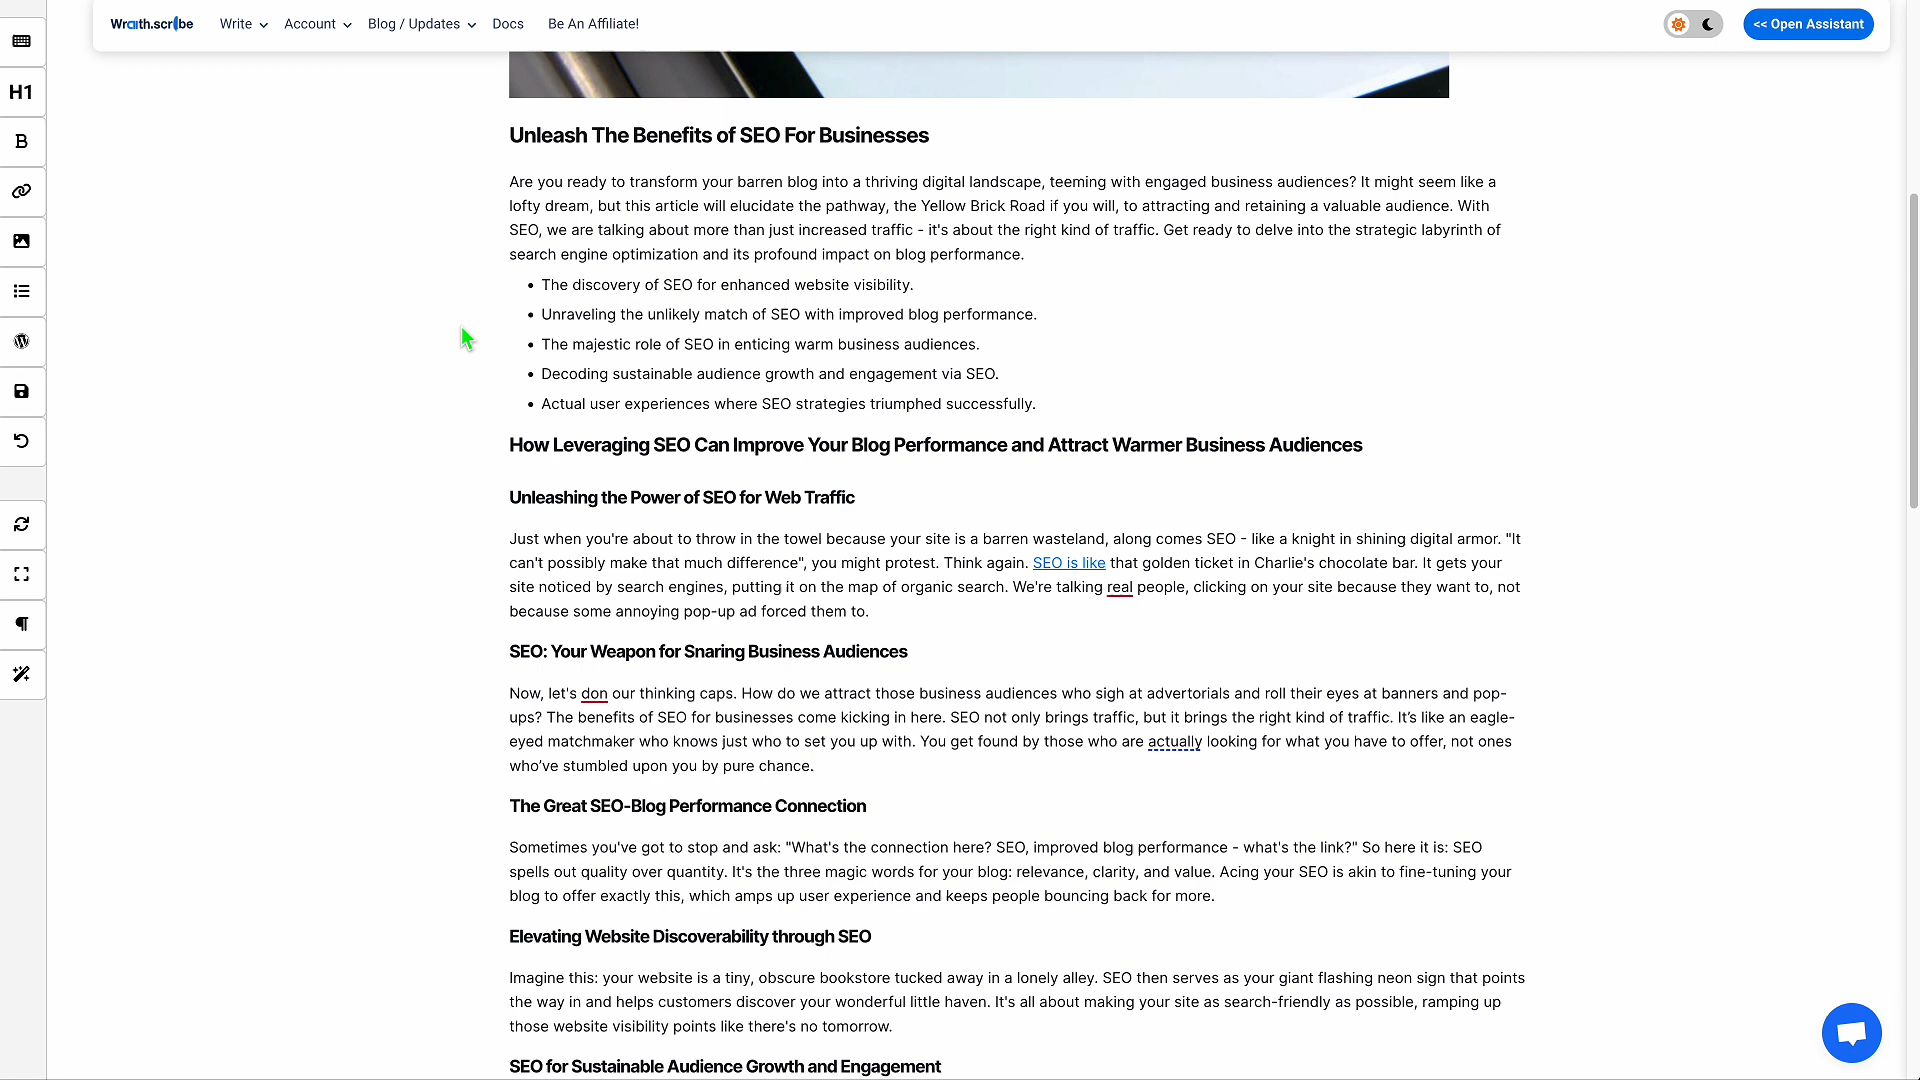 Wraith.scribe
Write
Account
Blog / Updates
Docs
Be An Affiliate!
<< Open Assistant
H1
B
Unleash The Benefits of SEO For Businesses
Are you ready to transform your barren blog into a thriving digital landscape, teeming with engaged business audiences? It might seem like a
lofty dream, but this article will elucidate the pathway, the Yellow Brick Road if you will, to attracting and retaining a valuable audience. With
SEO, we are talking about more than just increased traffic - it's about the right kind of traffic. Get ready to delve into the strategic labyrinth of
search engine optimization and its profound impact on blog performance.
• The discovery of SEO for enhanced website visibility.
• Unraveling the unlikely match of SEO with improved blog performance.
• The majestic role of SEO in enticing warm business audiences.
• Decoding sustainable audience growth and engagement via SEO.
• Actual user experiences where SEO strategies triumphed successfully.
How Leveraging SEO Can Improve Your Blog Performance and Attract Warmer Business Audiences
Unleashing the Power of SEO for Web Traffic
Just when you're about to throw in the towel because your site is a barren wasteland, along comes SEO - like a knight in shining digital armor. "It
can't possibly make that much difference", you might protest. Think again. SEO is like that golden ticket in Charlie's chocolate bar. It gets your
site noticed by search engines, putting it on the map of organic search. We're talking real people, clicking on your site because they want to, not
because some annoying pop-up ad forced them to.
SEO: Your Weapon for Snaring Business Audiences
Now, let's don our thinking caps. How do we attract those business audiences who sigh at advertorials and roll their eyes at banners and pop-
ups? The benefits of SEO for businesses come kicking in here. SEO not only brings traffic, but it brings the right kind of traffic. It’s like an eagle-
eyed matchmaker who knows just who to set you up with. You get found by those who are actually looking for what you have to offer, not ones
who’ve stumbled upon you by pure chance.
The Great SEO-Blog Performance Connection
Sometimes you've got to stop and ask: "What's the connection here? SEO, improved blog performance - what's the link?" So here it is: SEO
spells out quality over quantity. It's the three magic words for your blog: relevance, clarity, and value. Acing your SEO is akin to fine-tuning your
blog to offer exactly this, which amps up user experience and keeps people bouncing back for more.
Elevating Website Discoverability through SEO
Imagine this: your website is a tiny, obscure bookstore tucked away in a lonely alley. SEO then serves as your giant flashing neon sign that points
the way in and helps customers discover your wonderful little haven. It's all about making your site as search-friendly as possible, ramping up
those website visibility points like there's no tomorrow.
SEO for Sustainable Audience Growth and Engagement